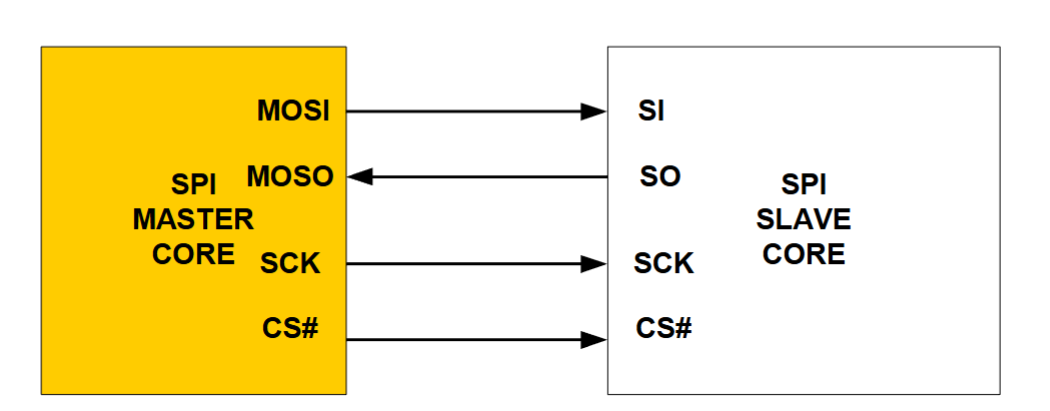 MOSI
MOSO
SPI
MASTER
CORE
SCK
CS#
SI
SO
SPI
SLAVE
CORE
SCK
CS#